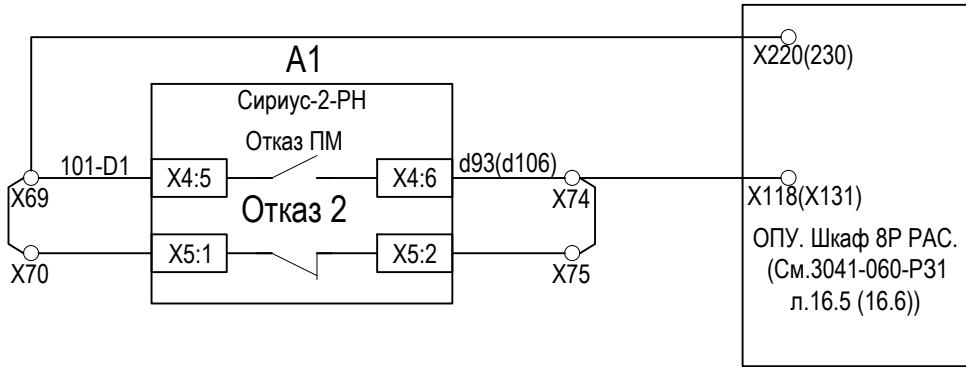 X220(230)
A1
Сириус-2-РН
Отказ ПМ
101-D1
X4:5
X4:6
d93(d106)
X69
X74
X118(X131)
Отказ 2
X5:1
X5:2
X70
X75
ОПУ. Шкаф 8Р РАС.
(См.3041-060-РЗ1
л.16.5 (16.6))